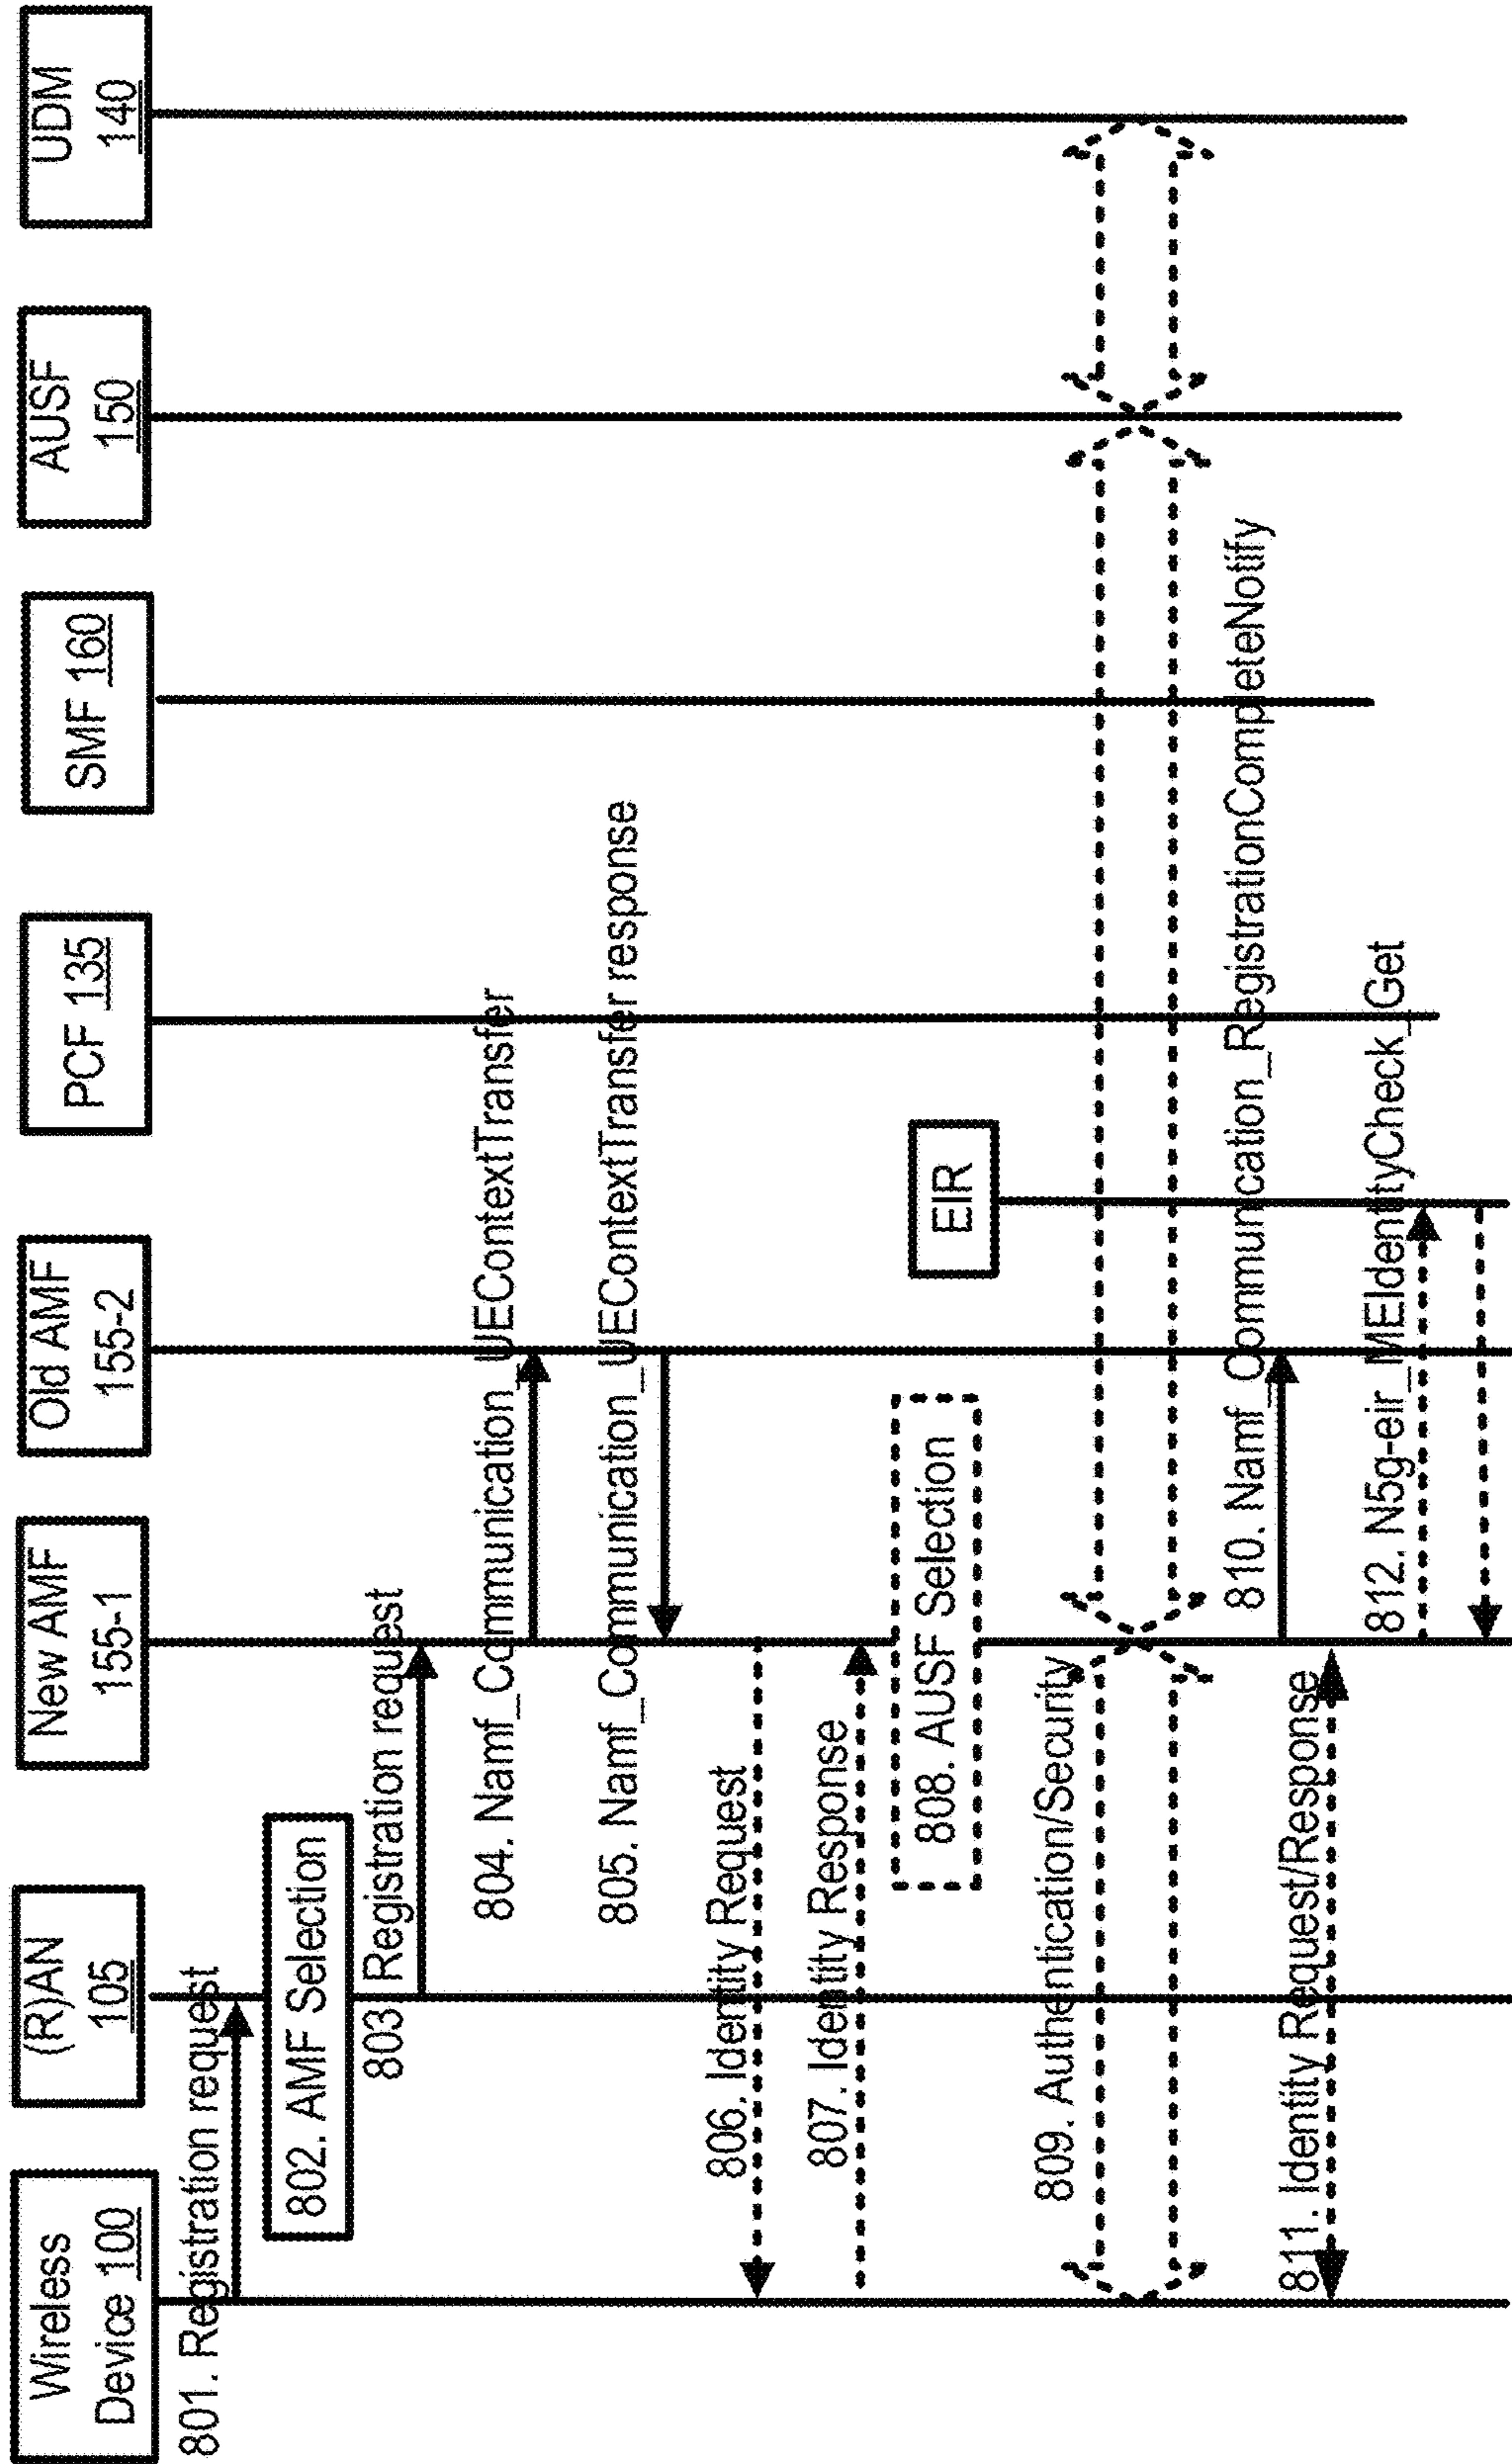 Wireless
Device 100
(R)AN
105
New AMF
155-1
Old AMF
155-2
PCF 135
SMF 160
AUSF
150
UDM
140
801. Registration request
802. AMF Selection
803. Registration request
804. Namf_Communication_UEContextTransfer
805. Namf_Communication_UEContextTransfer response
806. Identity Request
807. Identity Response
808. AUSF Selection
EIR
809. Authentication/Security
810. Namf_Communication_RegistrationCompleteNotify
811. Identity Request/Response
812. N5g-eir_MEIdentityCheck_Get